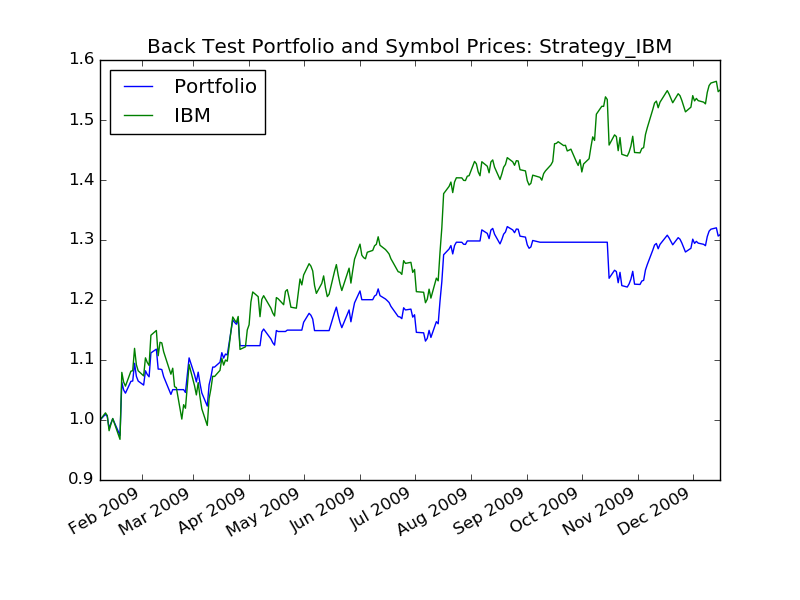 Back Test Portfolio and Symbol Prices: Strategy_IBM
1.6
Portfolio
IBM
1.5
1.4
1.3
1.2
1.1
1.0
0.9
Feb 2009
Mar 2009
Apr 2009
May 2009
Jun 2009
Jul 2009
Aug 2009
Sep 2009
Oct 2009
Nov 2009
Dec 2009